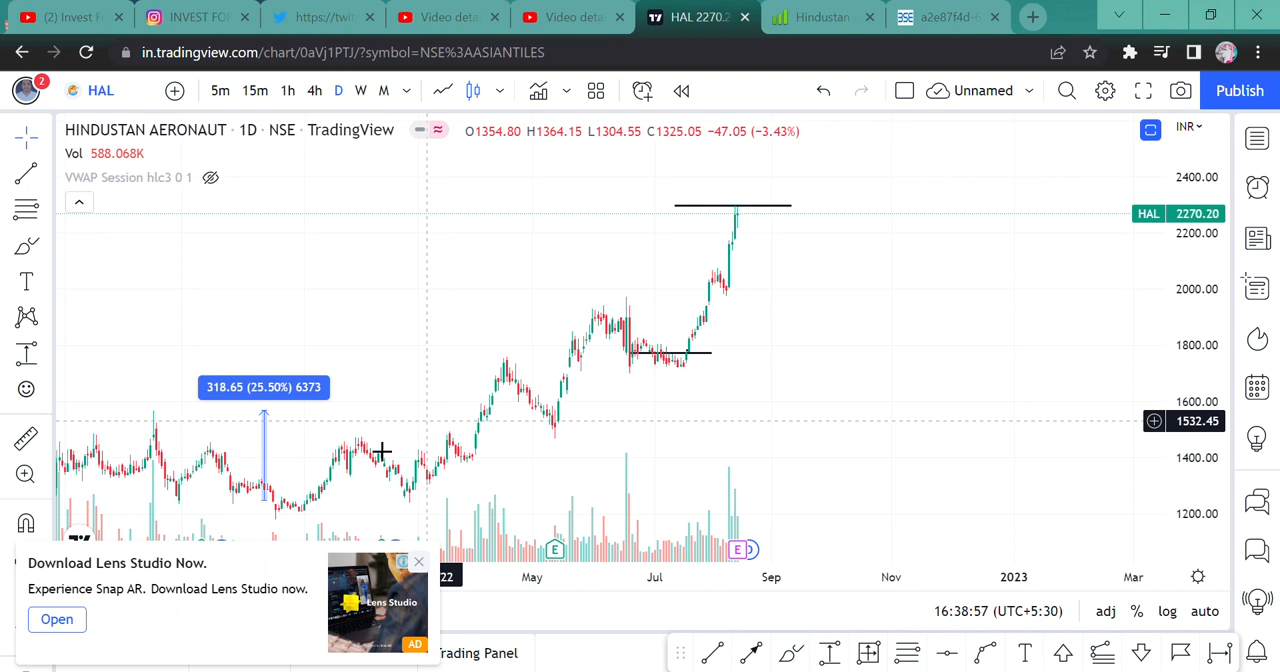 (2) Invest F
INVEST FO
https://twi
Video deta
Video deta
HAL 2270.2
Hindustan
a2e87f4d-6
in.tradingview.com/chart/0aVj1PTJ/?symbol=NSE%3AASIANTILES
2 HAL 5m 15m 1h 4h D W M Unnamed Publish
HINDUSTAN AERONAUT · 1D · NSE · TradingView O1354.80 H1364.15 L1304.55 C1325.05 −47.05 (−3.43%) INR
Vol 588.068K
VWAP Session hlc3 0 1
2400.00
HAL 2270.20
2200.00
2000.00
1800.00
1600.00
1532.45
1400.00
1200.00
318.65 (25.50%) 6373
E
E D
22 May Jul Sep Nov 2023 Mar
Download Lens Studio Now.
Experience Snap AR. Download Lens Studio now.
Open
Lens Studio
AD
16:38:57 (UTC+5:30) adj % log auto
rading Panel